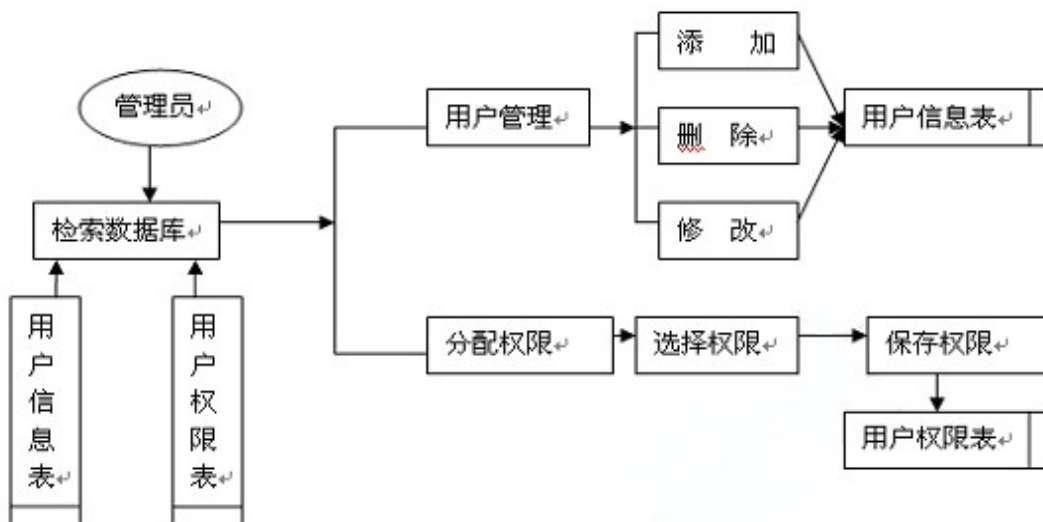 添 加
管理员
用户管理
删 除
用户信息表
检索数据库
修 改
用户信息表
用户权限表
分配权限
选择权限
保存权限
用户权限表